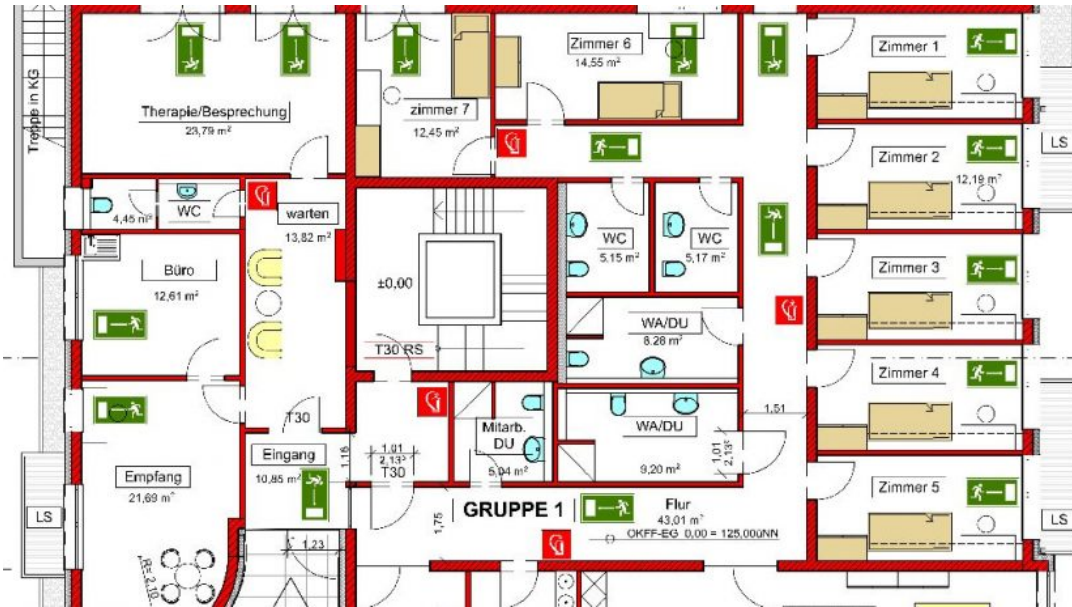 Treppe in KG
Therapie/Besprechung
23,79 m²
zimmer 7
12,45 m²
Zimmer 6
14,55 m²
Zimmer 1
Zimmer 2
12,19 m²
LS
4,45 m²
WC
warten
13,82 m²
WC
5,15 m²
WC
5,17 m²
Büro
12,61 m²
±0,00
Zimmer 3
WA/DU
8,28 m²
T30 RS
Zimmer 4
T30
Mitarb.
DU
5,04 m²
WA/DU
9,20 m²
1,51
1,01
2,13⁵
Empfang
21,69 m²
Eingang
10,85 m²
1,16
1,01
2,13⁵
T30
Zimmer 5
LS
GRUPPE 1
Flur
43,01 m²
OKFF-EG 0,00 = 125,000NN
1,75
LS
1,23
R= 2,10